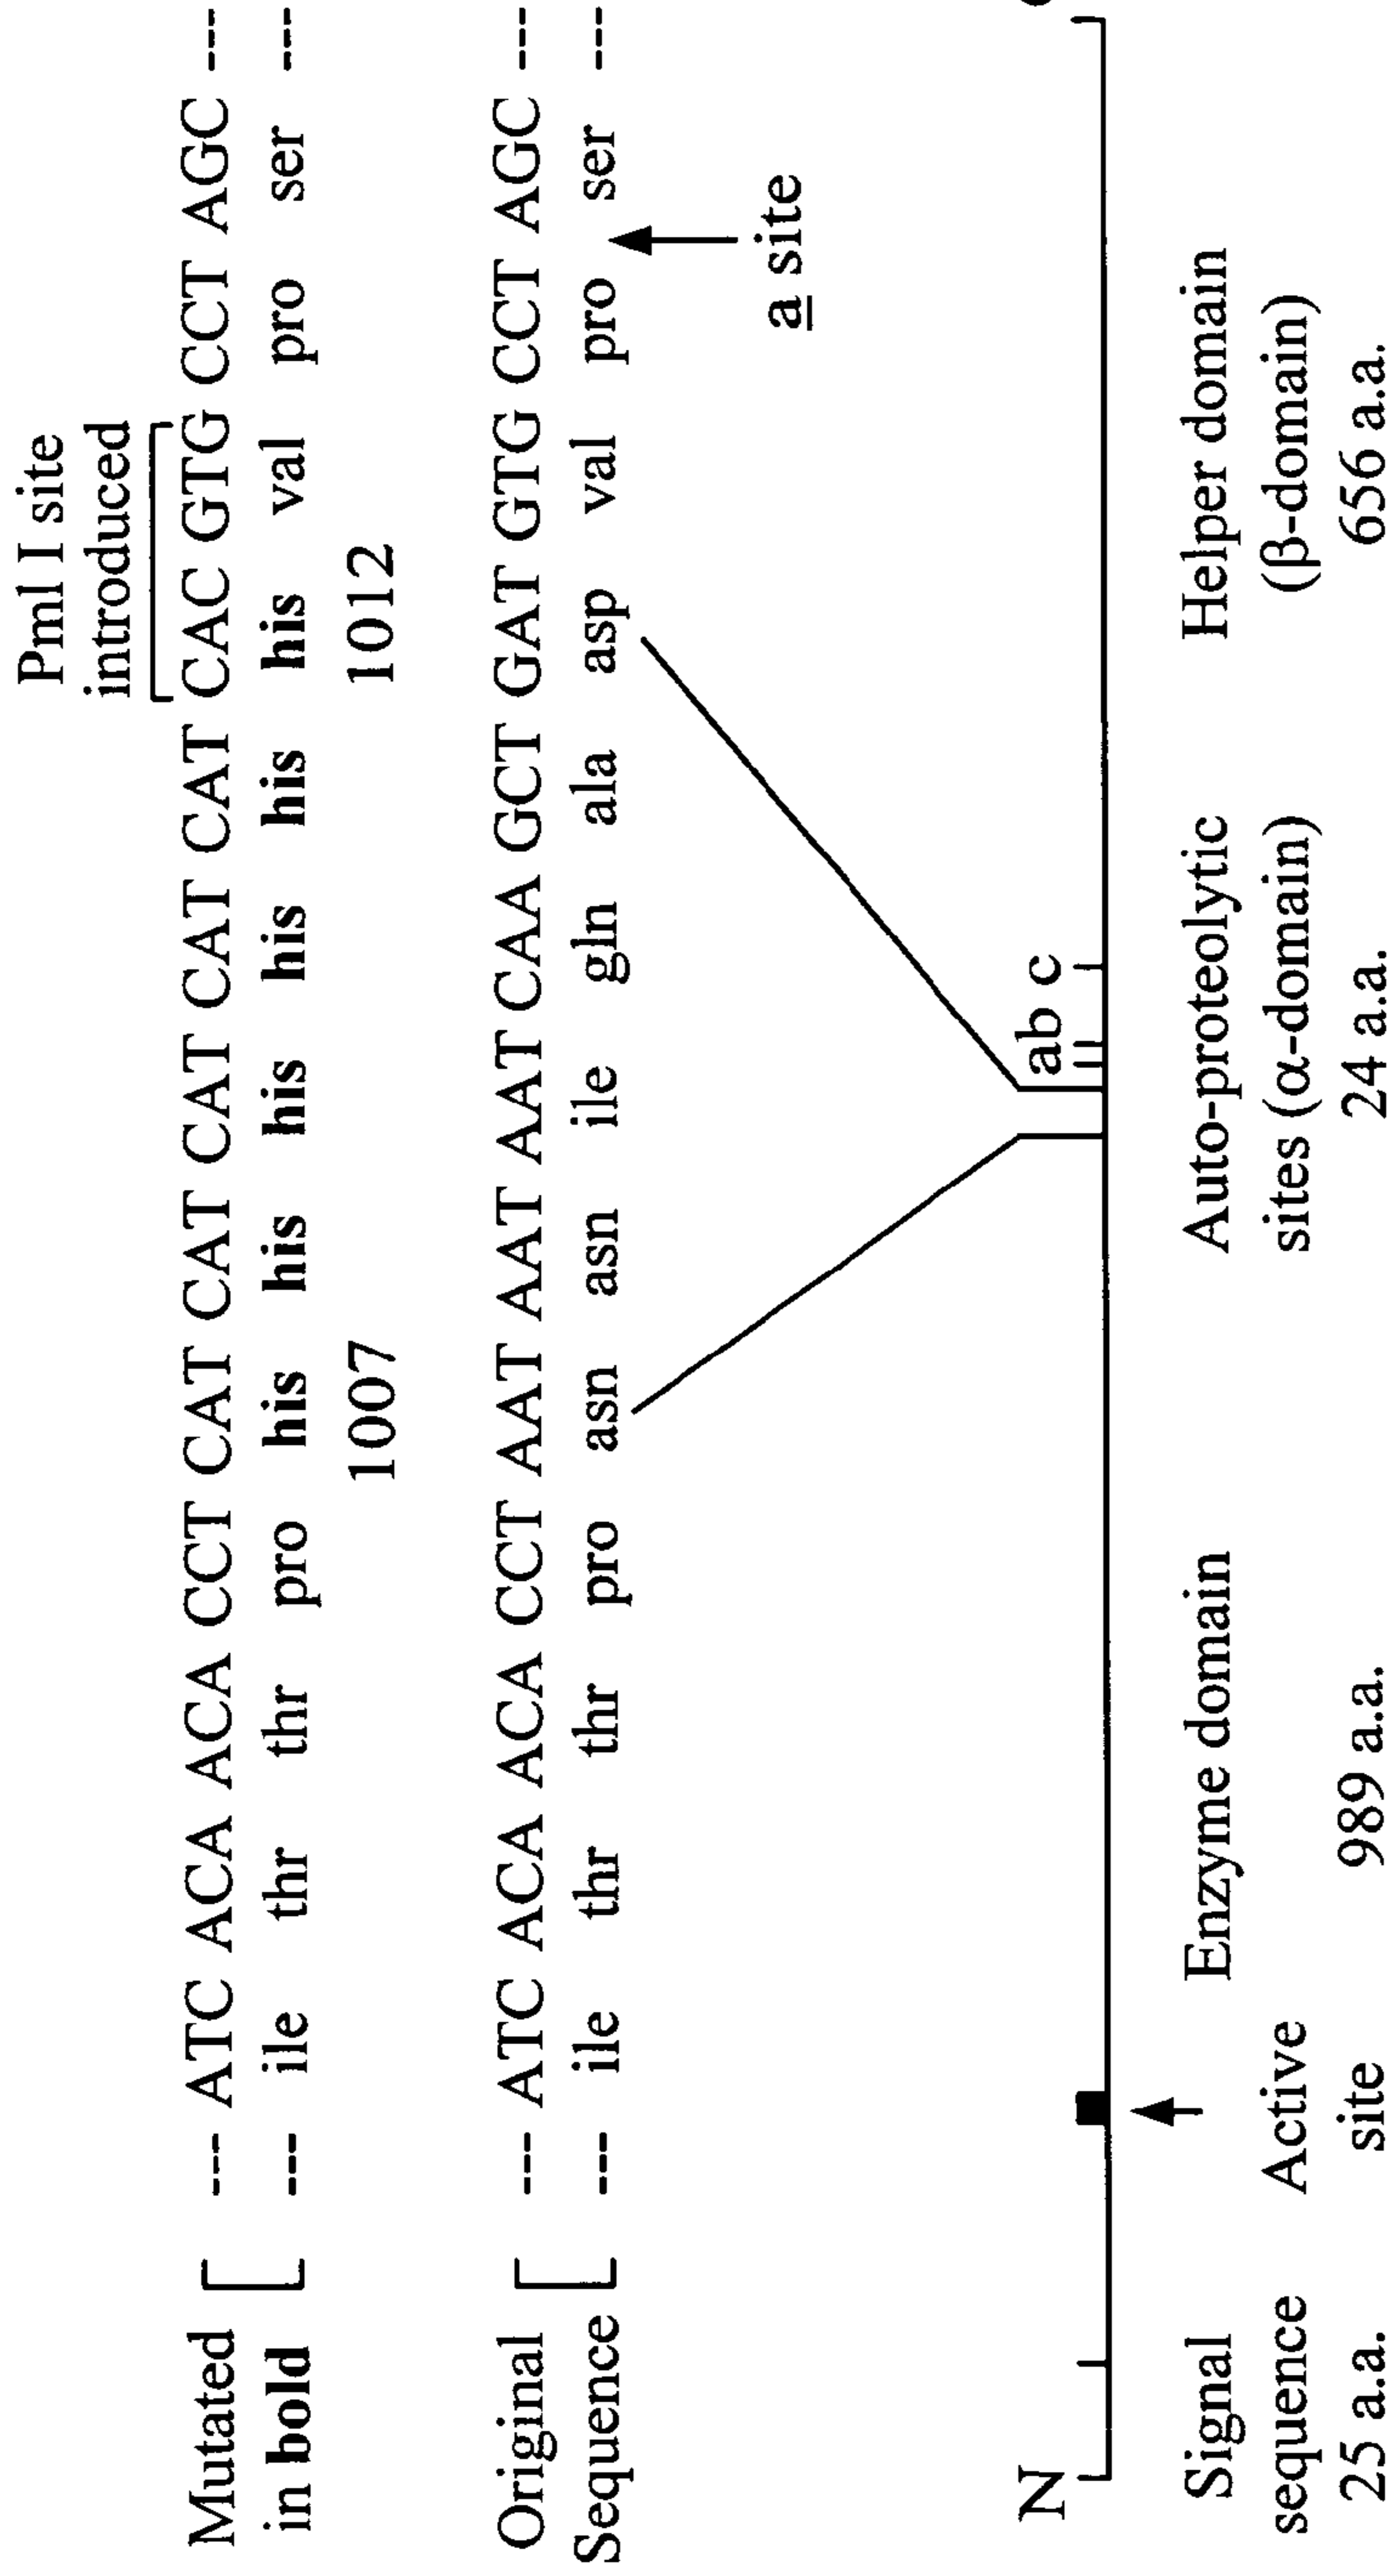 Pml I site
introduced
Mutated --- ATC ACA ACA CCT CAT CAT CAT CAT CAT CAC GTG CCT AGC ---
in bold --- ile thr thr pro his his his his his his val pro ser ---
1007 1012
Original --- ATC ACA ACA CCT AAT AAT AAT CAA GCT GAT GTG CCT AGC ---
Sequence --- ile thr thr pro asn asn ile gln ala asp val pro ser ---
a site
N a b c
Signal
sequence
25 a.a.
Active
site
Enzyme domain
989 a.a.
Auto-proteolytic
sites (α-domain)
24 a.a.
Helper domain
(β-domain)
656 a.a.